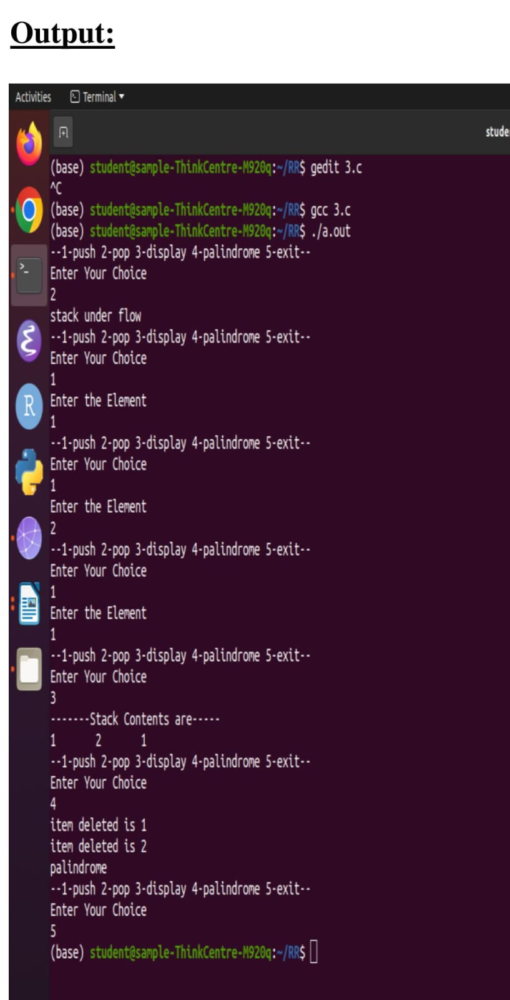 Output:
Activities Terminal
stude
(base) student@sample-ThinkCentre-M920q:~/RR$ gedit 3.c
^C
(base) student@sample-ThinkCentre-M920q:~/RR$ gcc 3.c
(base) student@sample-ThinkCentre-M920q:~/RR$ ./a.out
--1-push 2-pop 3-display 4-palindrome 5-exit--
Enter Your Choice
2
stack under flow
--1-push 2-pop 3-display 4-palindrome 5-exit--
Enter Your Choice
1
Enter the Element
1
--1-push 2-pop 3-display 4-palindrome 5-exit--
Enter Your Choice
1
Enter the Element
2
--1-push 2-pop 3-display 4-palindrome 5-exit--
Enter Your Choice
1
Enter the Element
1
--1-push 2-pop 3-display 4-palindrome 5-exit--
Enter Your Choice
3
-------Stack Contents are-----
1 2 1
--1-push 2-pop 3-display 4-palindrome 5-exit--
Enter Your Choice
4
item deleted is 1
item deleted is 2
palindrome
--1-push 2-pop 3-display 4-palindrome 5-exit--
Enter Your Choice
5
(base) student@sample-ThinkCentre-M920q:~/RR$